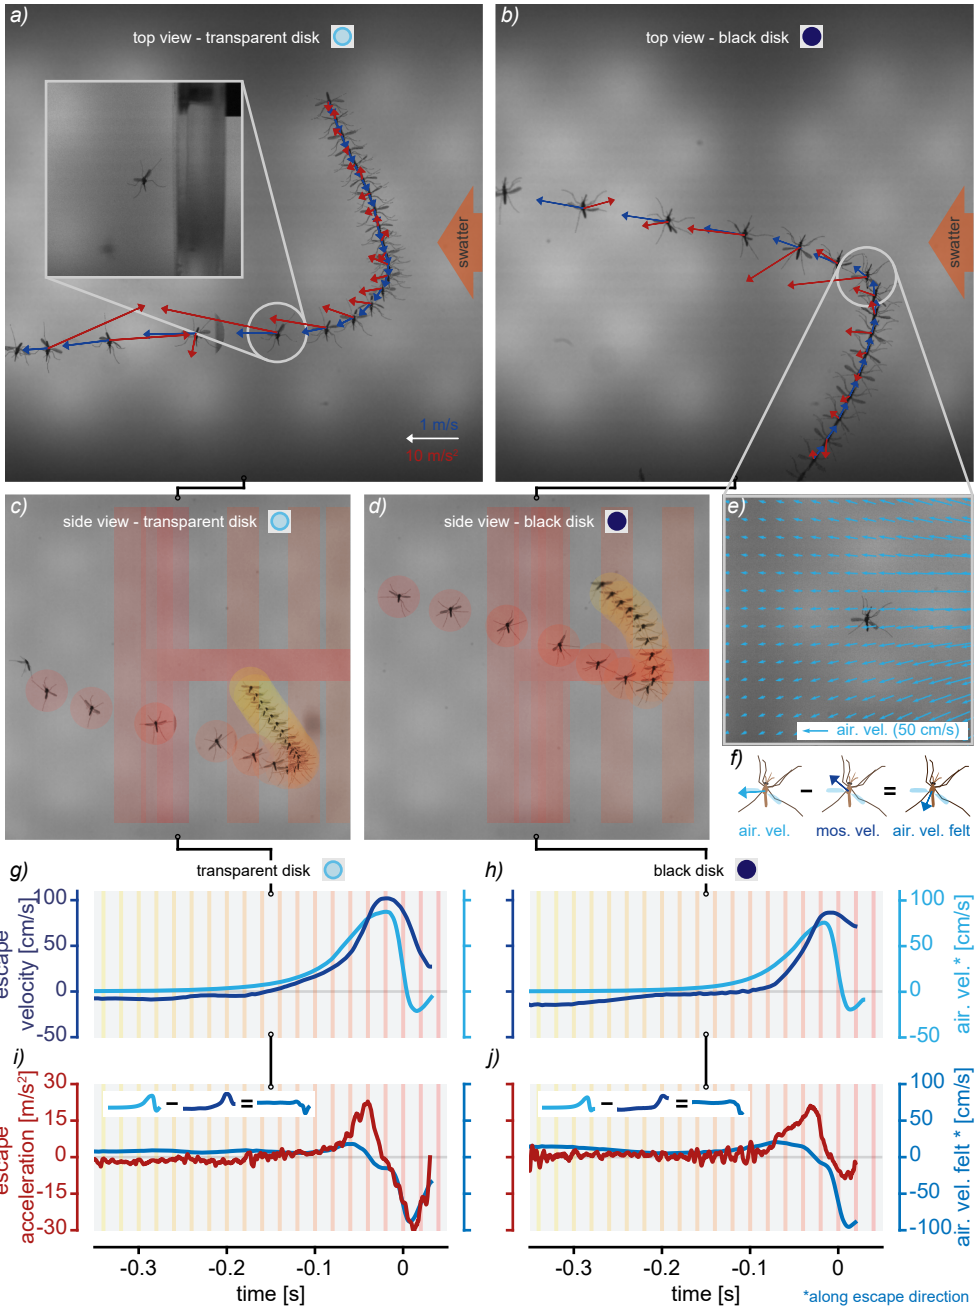 a)
top view - transparent disk
b)
top view - black disk
swatter
swatter
1 m/s
10 m/s²
c)
side view - transparent disk
d)
side view - black disk
e)
air. vel. (50 cm/s)
f)
air. vel.
−
mos. vel.
=
air. vel. felt
g)
transparent disk
h)
black disk
escape
velocity [cm/s]
100
50
0
-50
100
50
0
-50
air. vel.* [cm/s]
i)
j)
escape
acceleration [m/s²]
30
15
0
-15
-30
− =
− =
100
50
0
-50
-100
air. vel. felt * [cm/s]
-0.3 -0.2 -0.1 0
time [s]
-0.3 -0.2 -0.1 0
time [s]
*along escape direction